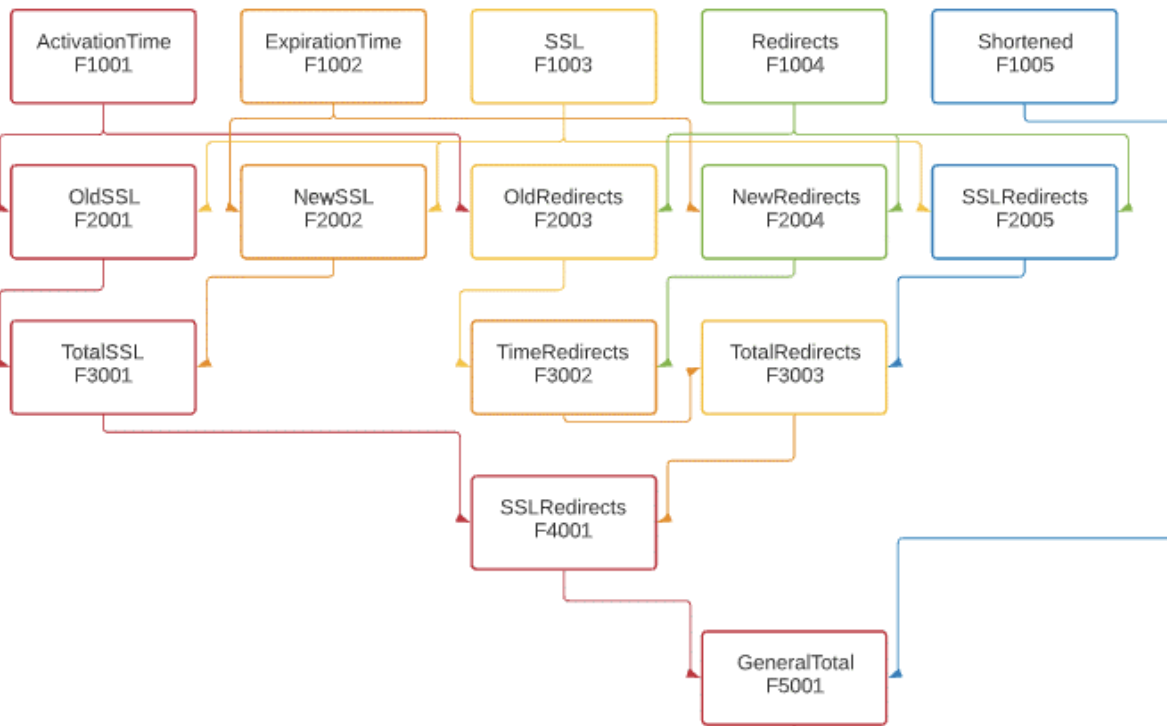 ActivationTime
F1001
ExpirationTime
F1002
SSL
F1003
Redirects
F1004
Shortened
F1005
OldSSL
F2001
NewSSL
F2002
OldRedirects
F2003
NewRedirects
F2004
SSLRedirects
F2005
TotalSSL
F3001
TimeRedirects
F3002
TotalRedirects
F3003
SSLRedirects
F4001
GeneralTotal
F5001